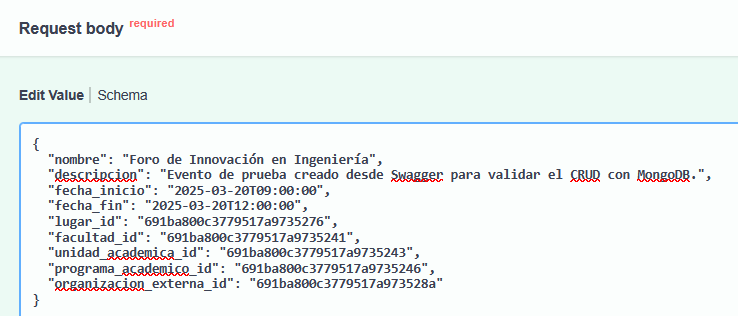 Request body required
Edit Value | Schema
{
"nombre": "Foro de Innovación en Ingeniería",
"descripcion": "Evento de prueba creado desde Swagger para validar el CRUD con MongoDB.",
"fecha_inicio": "2025-03-20T09:00:00",
"fecha_fin": "2025-03-20T12:00:00",
"lugar_id": "691ba800c3779517a9735276",
"facultad_id": "691ba800c3779517a9735241",
"unidad_academica_id": "691ba800c3779517a9735243",
"programa_academico_id": "691ba800c3779517a9735246",
"organizacion_externa_id": "691ba800c3779517a973528a"
}